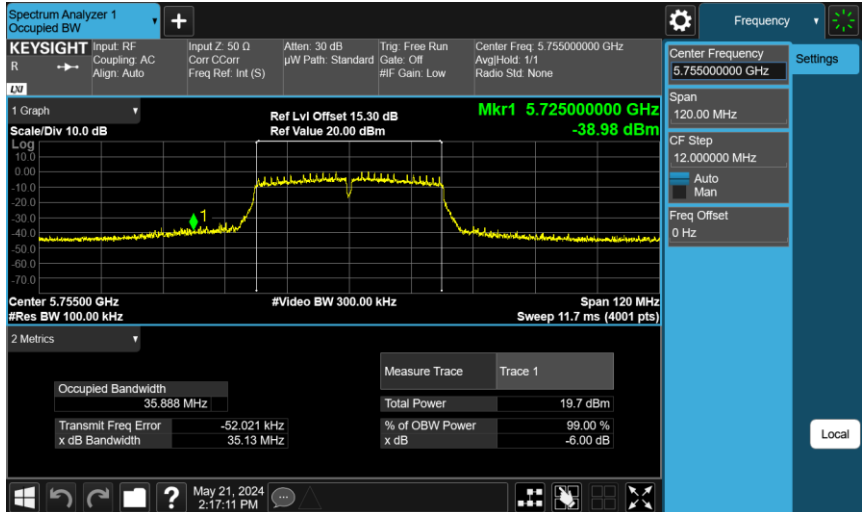 Spectrum Analyzer 1
Occupied BW
Frequency
KEYSIGHT
R
LXI
Input: RF
Coupling: AC
Align: Auto
Input Z: 50 Ω
Corr CCorr
Freq Ref: Int (S)
Atten: 30 dB
µW Path: Standard
Trig: Free Run
Gate: Off
#IF Gain: Low
Center Freq: 5.755000000 GHz
Avg|Hold: 1/1
Radio Std: None
1 Graph
Scale/Div 10.0 dB
Ref Lvl Offset 15.30 dB
Ref Value 20.00 dBm
Mkr1 5.725000000 GHz
-38.98 dBm
Log
10.0
0.00
-10.0
-20.0
-30.0
-40.0
-50.0
-60.0
-70.0
1
Center 5.75500 GHz
#Res BW 100.00 kHz
#Video BW 300.00 kHz
Span 120 MHz
Sweep 11.7 ms (4001 pts)
2 Metrics
Measure Trace
Trace 1
Occupied Bandwidth
35.888 MHz
Total Power
19.7 dBm
Transmit Freq Error
-52.021 kHz
% of OBW Power
99.00 %
x dB Bandwidth
35.13 MHz
x dB
-6.00 dB
Center Frequency
5.755000000 GHz
Span
120.00 MHz
CF Step
12.000000 MHz
Auto
Man
Freq Offset
0 Hz
Settings
Local
?
May 21, 2024
2:17:11 PM